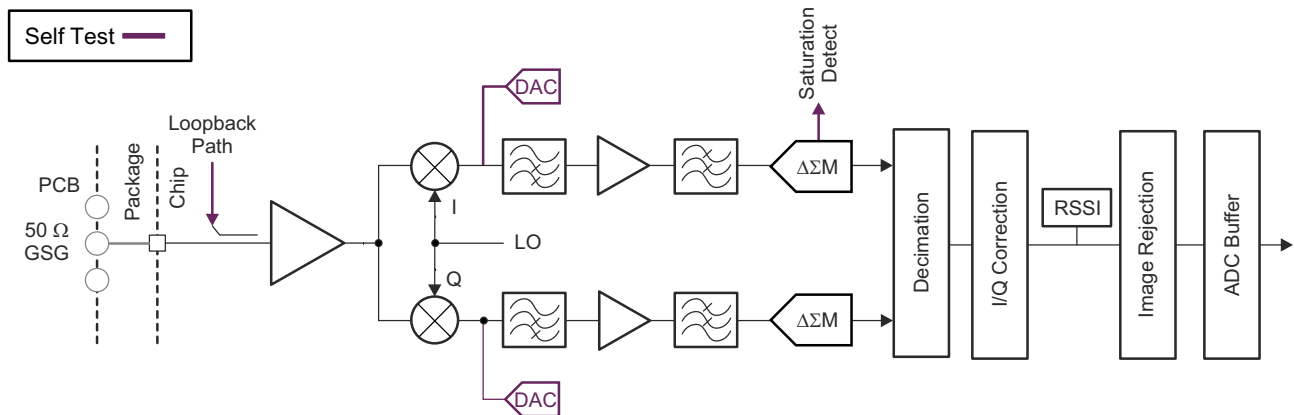 Self Test
DAC
Saturation
Detect
Loopback
Path
PCB
Package
Chip
50 Ω
GSG
I
LO
Q
ΔΣM
ΔΣM
DAC
Decimation
I/Q Correction
RSSI
Image Rejection
ADC Buffer